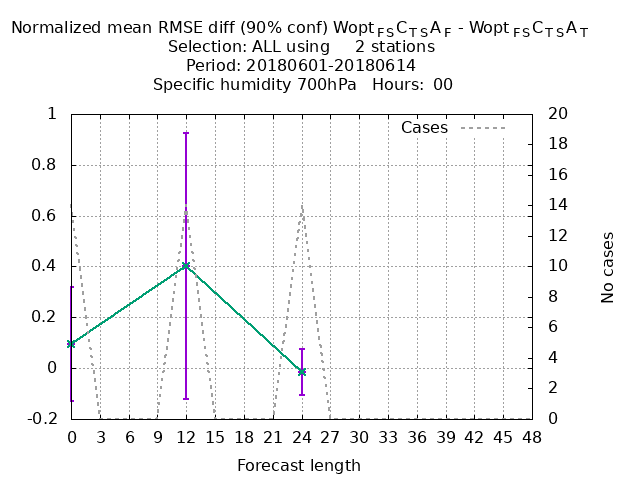 Normalized mean RMSE diff (90% conf) Wopt FS C TS A F - Wopt FS C TS A T
Selection: ALL using 2 stations
Period: 20180601-20180614
Specific humidity 700hPa Hours: 00
Cases
1
0.8
0.6
0.4
0.2
0
-0.2
20
18
16
14
12
10
8
6
4
2
0
No cases
0 3 6 9 12 15 18 21 24 27 30 33 36 39 42 45 48
Forecast length